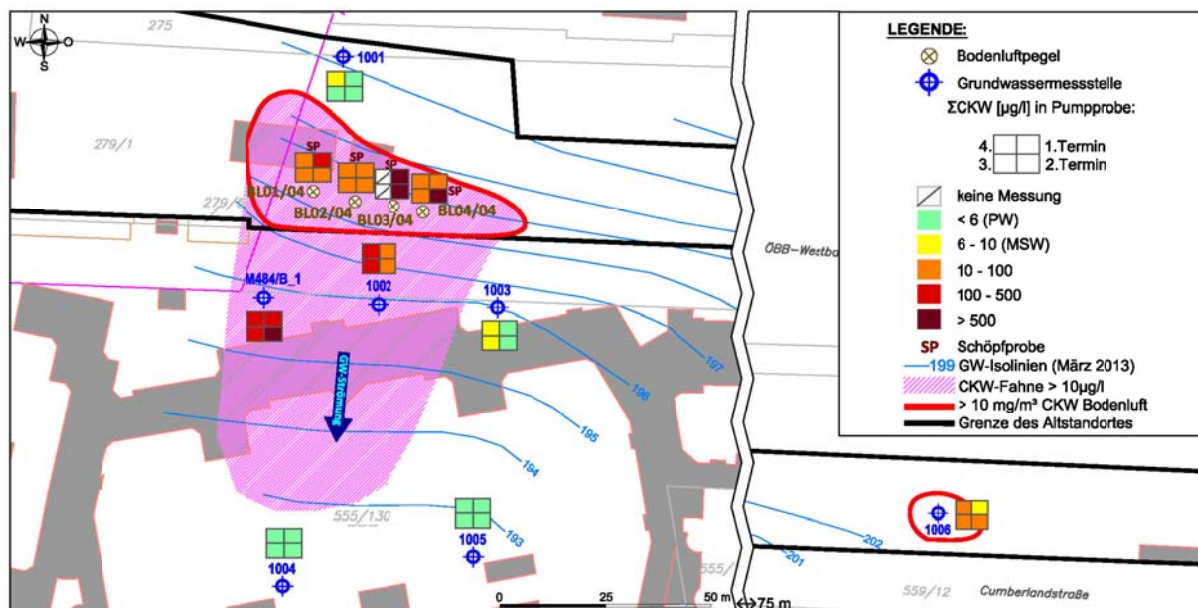 N
W O
S
275
1001
279/1
SP
SP
SP
SP
BL01/04
BL02/04
BL03/04
BL04/04
M484/B_1
1002
1003
GW-Strömung
197
196
195
194
193
555/130
1004
1005
0 25 50 m
75 m
ÖBB-Westba
202
201
1006
555/
559/12
Cumberlandstraße
LEGENDE:
Bodenluftpegel
Grundwassermessstelle
ΣCKW [µg/l] in Pumpprobe:
4. 1.Termin
3. 2.Termin
keine Messung
< 6 (PW)
6 - 10 (MSW)
10 - 100
100 - 500
> 500
SP Schöpfprobe
199 GW-Isolinien (März 2013)
CKW-Fahne > 10µg/l
> 10 mg/m³ CKW Bodenluft
Grenze des Altstandortes